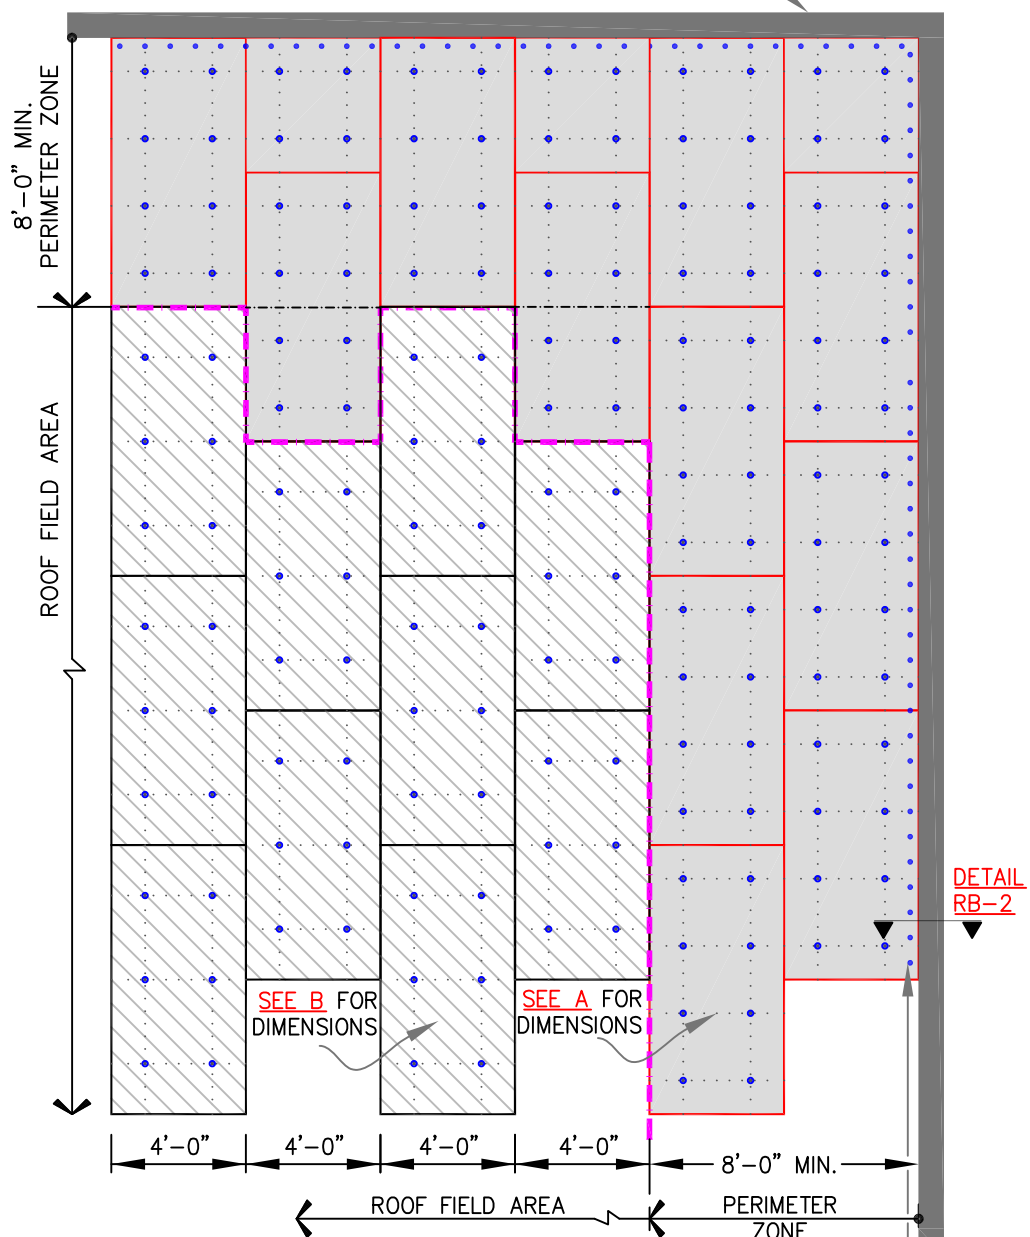 8'-0" MIN.
PERIMETER ZONE
ROOF FIELD AREA
DETAIL
RB-2
SEE B FOR
DIMENSIONS
SEE A FOR
DIMENSIONS
4'-0"
4'-0"
4'-0"
4'-0"
8'-0" MIN.
ROOF FIELD AREA
PERIMETER
ZONE